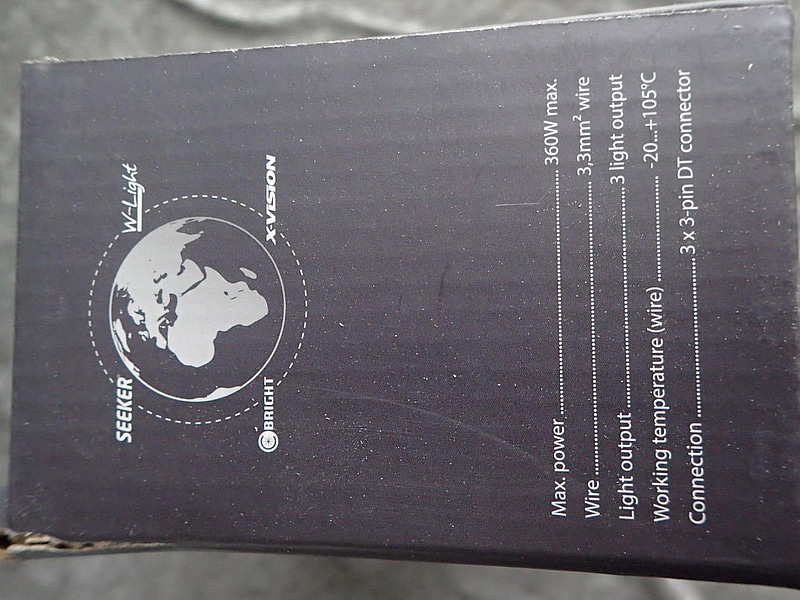 SEEKER
W-Light
BRIGHT
X-VISION
Max. power ........................................ 360W max.
Wire ........................................ 3,3mm² wire
Light output ........................................ 3 light output
Working temperature (wire) .................... -20...+105°C
Connection ........................................ 3 x 3-pin DT connector